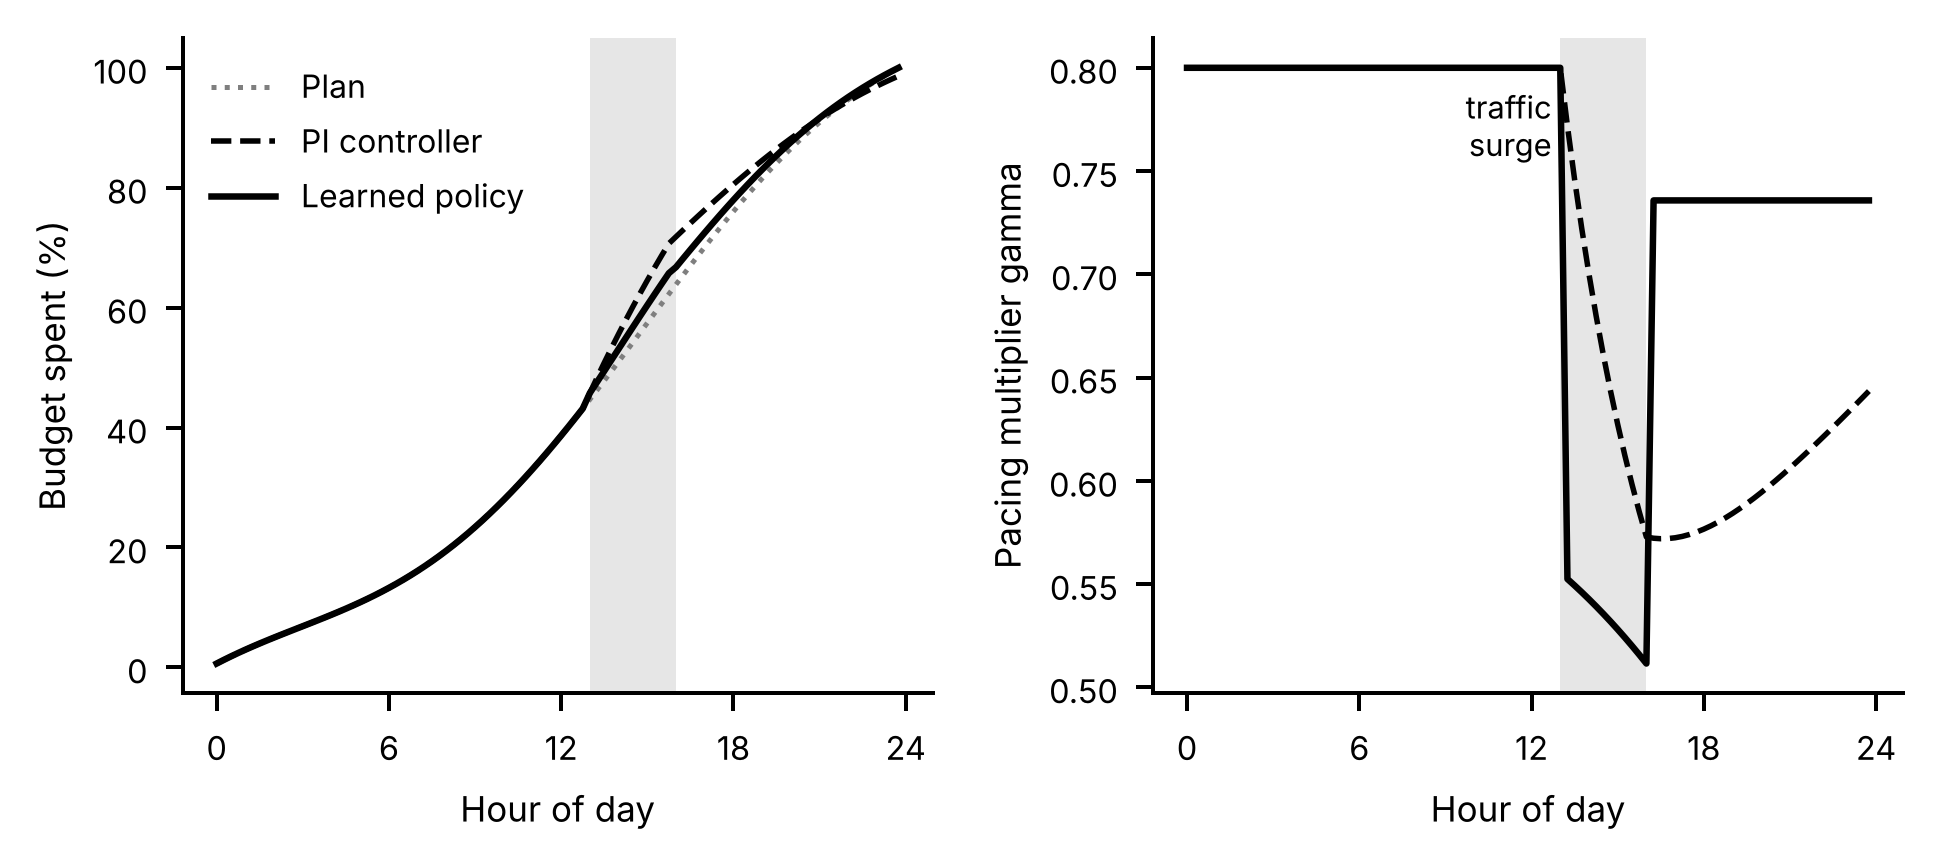 Budget spent (%)
100
80
60
40
20
0
Plan
PI controller
Learned policy
0 6 12 18 24
Hour of day
Pacing multiplier gamma
0.80
0.75
0.70
0.65
0.60
0.55
0.50
traffic
surge
0 6 12 18 24
Hour of day